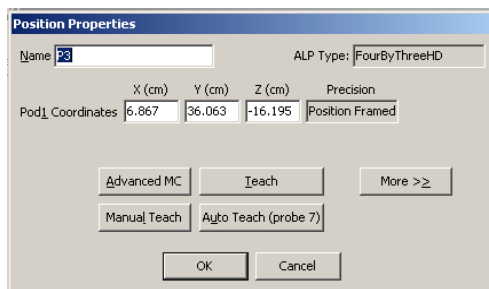 Position Properties
Name P3 ALP Type: FourByThreeHD
X (cm) Y (cm) Z (cm) Precision
Pod1 Coordinates 6.867 36.063 -16.195 Position Framed
Advanced MC Teach More >>
Manual Teach Auto Teach (probe 7)
OK Cancel